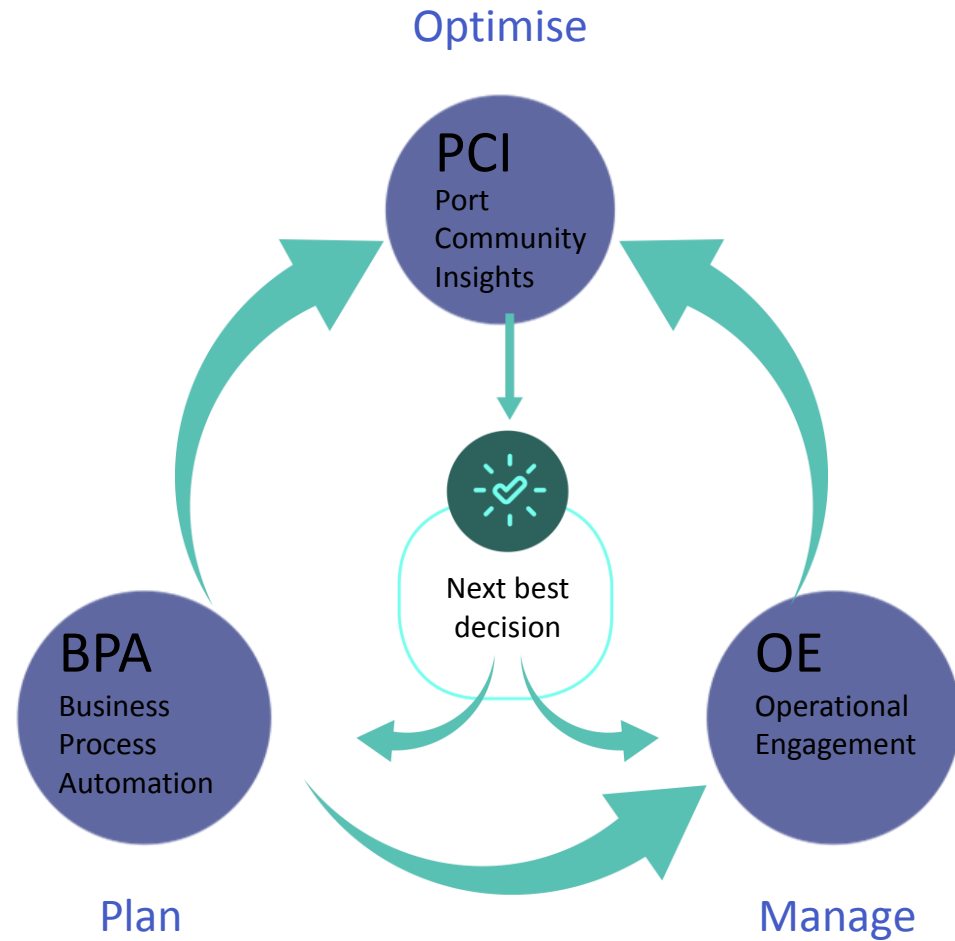 Optimise
PCI
Port
Community
Insights
Next best
decision
BPA
Business
Process
Automation
OE
Operational
Engagement
Plan
Manage